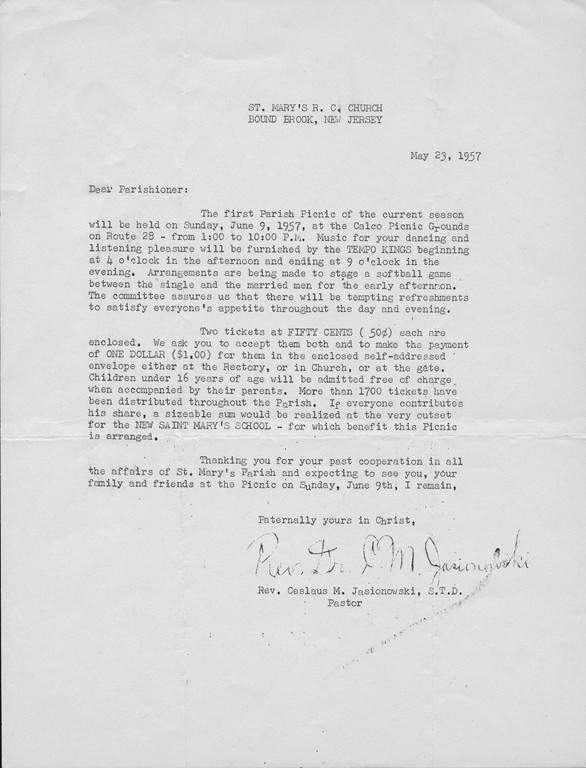 ST. MARY'S R. C. CHURCH
BOUND BROOK, NEW JERSEY
May 23, 1957
Dear Parishioner:
The first Parish Picnic of the current season
will be held on Sunday, June 9, 1957, at the Calco Picnic Grounds
on Route 28 - from 1:00 to 10:00 P.M. Music for your dancing and
listening pleasure will be furnished by the TEMPO KINGS beginning
at 4 o'clock in the afternoon and ending at 9 o'clock in the
evening. Arrangements are being made to stage a softball game
between the single and the married men for the early afternoon.
The committee assures us that there will be tempting refreshments
to satisfy everyone's appetite throughout the day and evening.
Two tickets at FIFTY CENTS ( 50¢) each are
enclosed. We ask you to accept them both and to make the payment
of ONE DOLLAR ($1.00) for them in the enclosed self-addressed
envelope either at the Rectory, or in Church, or at the gate.
Children under 16 years of age will be admitted free of charge
when accompanied by their parents. More than 1700 tickets have
been distributed throughout the Parish. If everyone contributes
his share, a sizeable sum would be realized at the very outset
for the NEW SAINT MARY'S SCHOOL - for which benefit this Picnic
is arranged.
Thanking you for your past cooperation in all
the affairs of St. Mary's Parish and expecting to see you, your
family and friends at the Picnic on Sunday, June 9th, I remain,
Paternally yours in Christ,
Rev. Dr. C. M. Jasionowski
Rev. Ceslaus M. Jasionowski, S.T.D.
Pastor